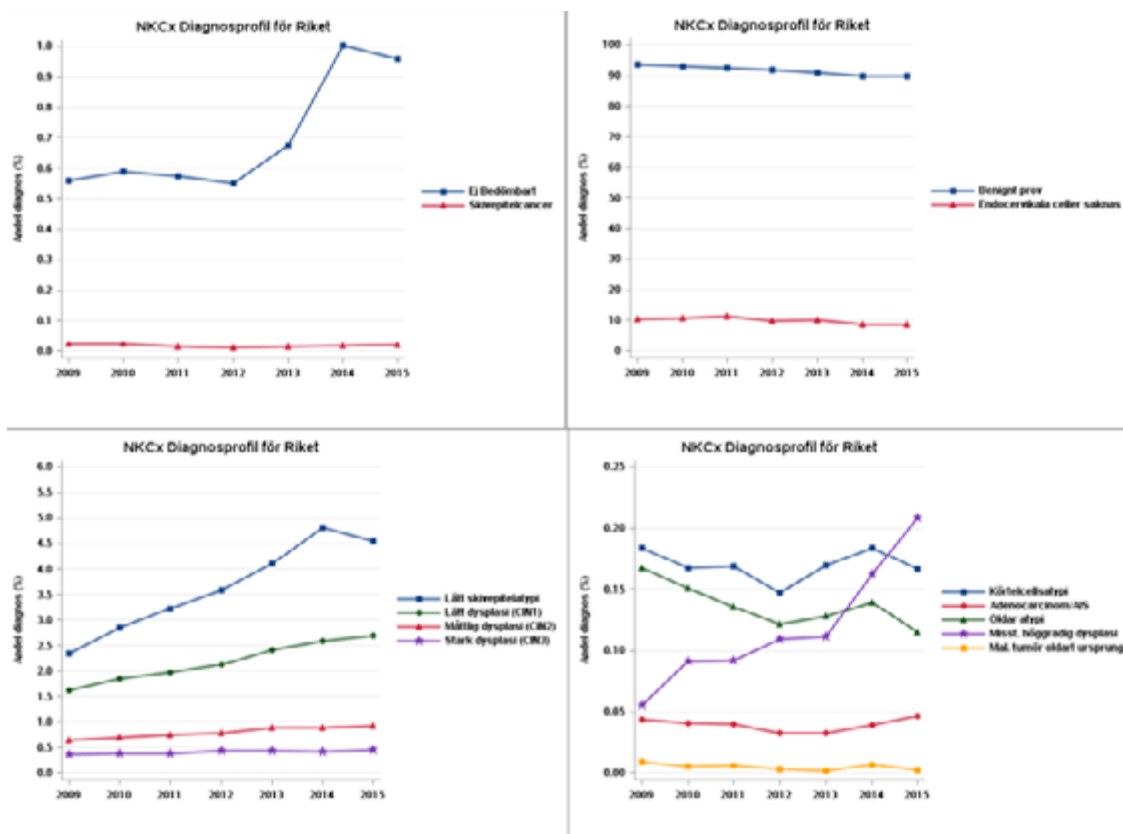 NKCx Diagnosprofil för Riket
Andel diagnos (%)
1.0
0.9
0.8
0.7
0.6
0.5
0.4
0.3
0.2
0.1
0.0
2009 2010 2011 2012 2013 2014 2015
Ej Bedömbart
Skivepitelcancer
NKCx Diagnosprofil för Riket
Andel diagnos (%)
100
90
80
70
60
50
40
30
20
10
0
2009 2010 2011 2012 2013 2014 2015
Benignt prov
Endocervikala celler saknas
NKCx Diagnosprofil för Riket
Andel diagnos (%)
6.0
5.5
5.0
4.5
4.0
3.5
3.0
2.5
2.0
1.5
1.0
0.5
0.0
2009 2010 2011 2012 2013 2014 2015
Lätt skivepitelatypi
Lätt dysplasi (CIN1)
Måttlig dysplasi (CIN2)
Stark dysplasi (CIN3)
NKCx Diagnosprofil för Riket
Andel diagnos (%)
0.25
0.20
0.15
0.10
0.05
0.00
2009 2010 2011 2012 2013 2014 2015
Körtelcellsatypi
Adenocarcinom/AIS
Oklar atypi
Misst. höggradig dysplasi
Mal. tumör oklart ursprung